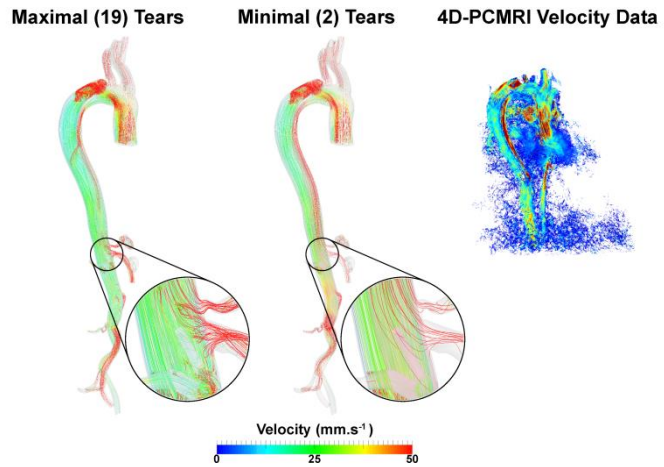 Maximal (19) Tears
Minimal (2) Tears
4D-PCMRI Velocity Data
Velocity (mm.s⁻¹)
0 25 50